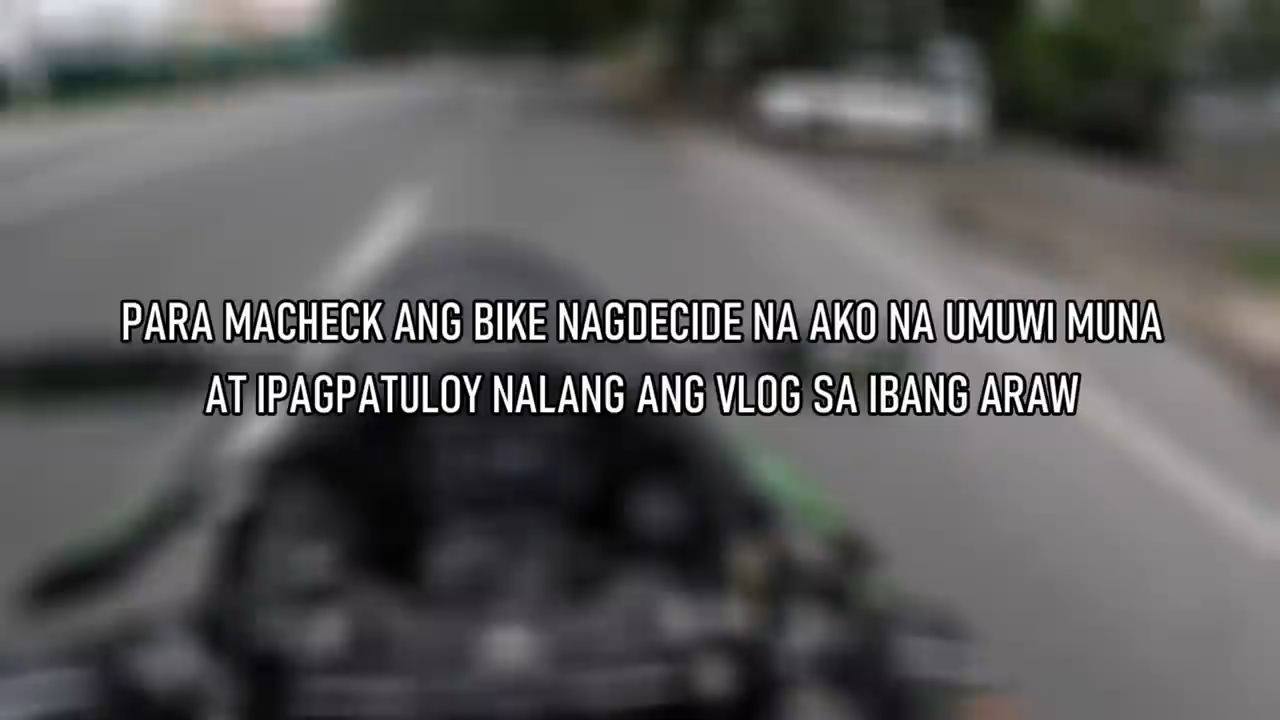 PARA MACHECK ANG BIKE NAGDECIDE NA AKO NA UMUWI MUNA
AT IPAGPATULOY NALANG ANG VLOG SA IBANG ARAW